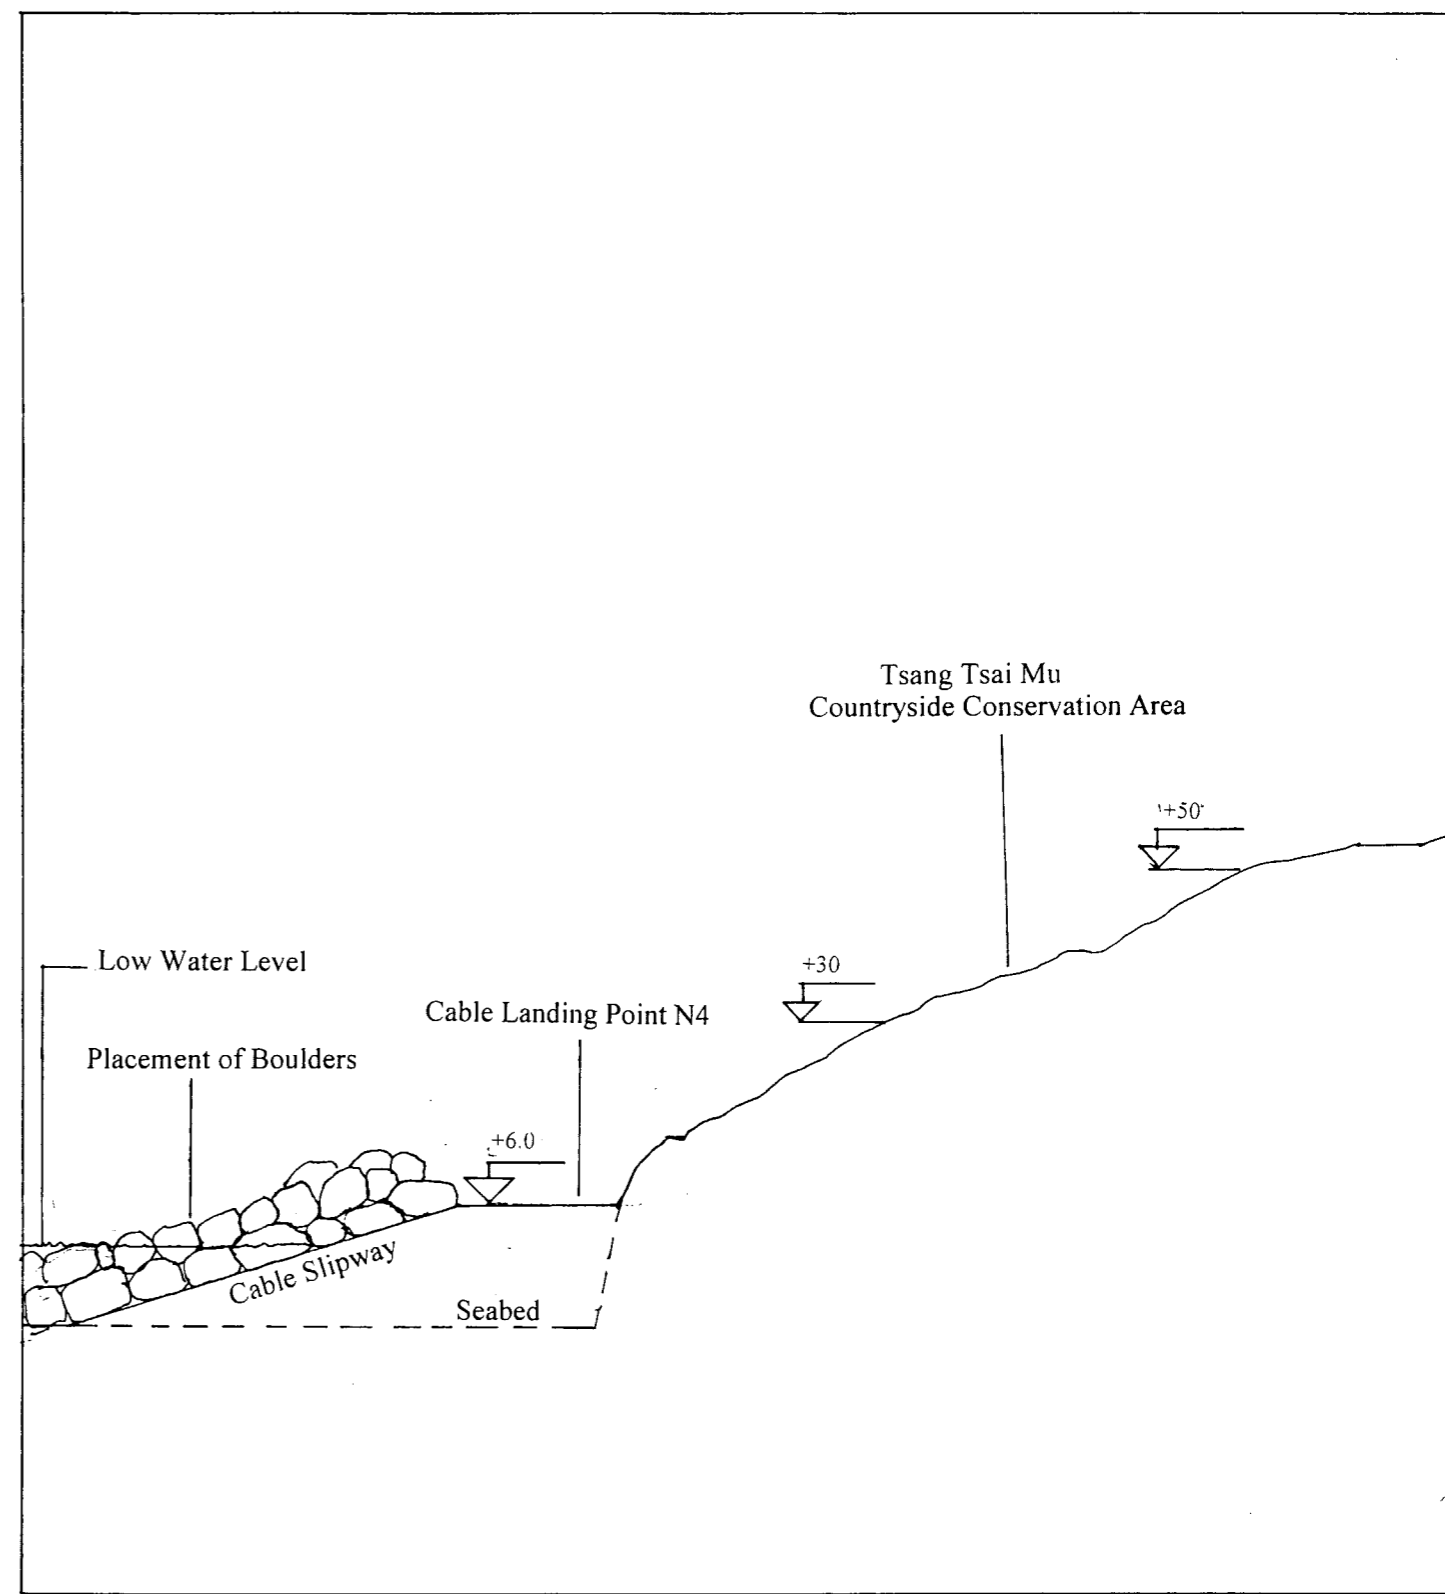 Tsang Tsai Mu
Countryside Conservation Area
+50
Low Water Level
+30
Cable Landing Point N4
Placement of Boulders
+6.0
Cable Slipway
Seabed